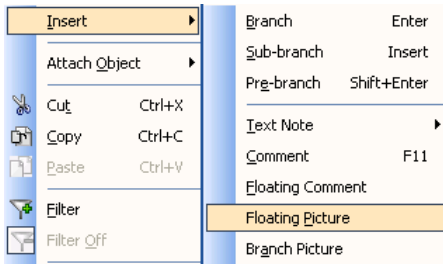 Insert
Attach Object
Cut Ctrl+X
Copy Ctrl+C
Paste Ctrl+V
Filter
Filter Off
Branch Enter
Sub-branch Insert
Pre-branch Shift+Enter
Text Note
Comment F11
Floating Comment
Floating Picture
Branch Picture